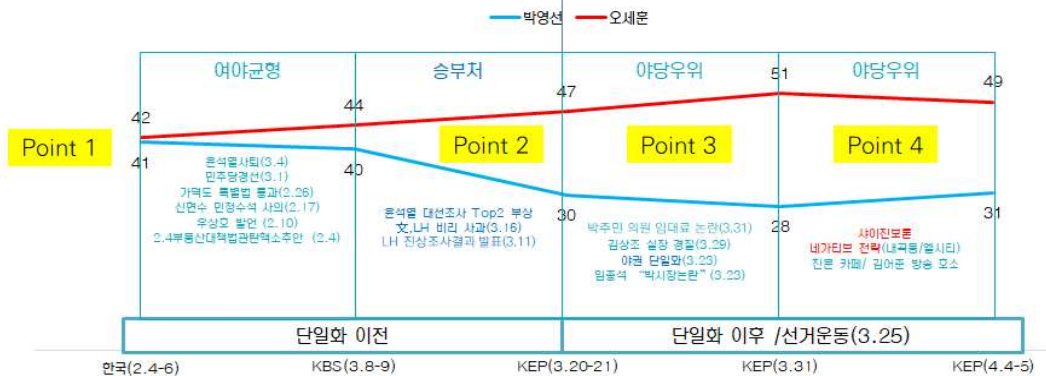 박영선 오세훈
여야균형 승부처 야당우위 야당우위
42 44 47 51 49
Point 1 Point 2 Point 3 Point 4
41 40 30 28 31
윤석열사퇴(3.4)
민주당경선(3.1)
가덕도 특별법 통과(2.26)
신현수 민정수석 사의(2.17)
우상호 발언 (2.10)
2.4부동산대책법관탄핵소추안 (2.4)
윤석열 대선조사 Top2 부상
文,LH 비리 사과(3.16)
LH 진상조사결과 발표(3.11)
박주민 의원 임대료 논란(3.31)
김상조 실장 경질(3.29)
야권 단일화(3.23)
임종석 “박시장논란” (3.23)
샤이진보론
네가티브 전략(내곡동/엘시티)
친문 카페/ 김어준 방송 호소
단일화 이전 단일화 이후 /선거운동(3.25)
한국(2.4-6) KBS(3.8-9) KEP(3.20-21) KEP(3.31) KEP(4.4-5)